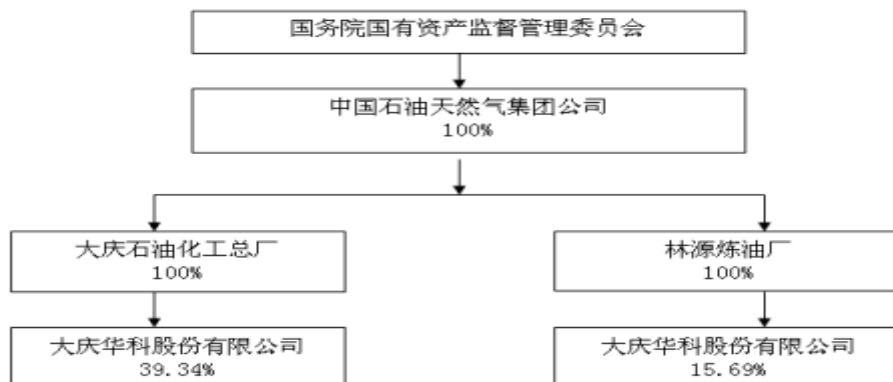 国务院国有资产监督管理委员会
中国石油天然气集团公司
100%
大庆石油化工总厂
100%
林源炼油厂
100%
大庆华科股份有限公司
39.34%
大庆华科股份有限公司
15.69%